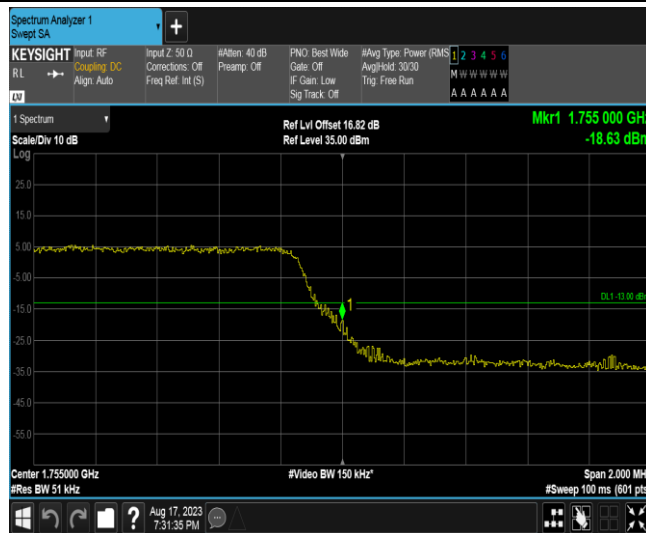 Spectrum Analyzer 1
Swept SA
+
KEYSIGHT Input: RF Input Z: 50 Ω #Atten: 40 dB PNO: Best Wide #Avg Type: Power (RMS 1 2 3 4 5 6
RL Coupling: DC Corrections: Off Preamp: Off Gate: Off Avg|Hold: 30/30 M W W W W W
Align: Auto Freq Ref: Int (S) IF Gain: Low Trig: Free Run
Sig Track: Off A A A A A A
LXI
1 Spectrum
Ref Lvl Offset 16.82 dB Mkr1 1.755 000 GHz
Scale/Div 10 dB Ref Level 35.00 dBm -18.63 dBm
Log
25.0
15.0
5.00
-5.00
DL1 -13.00 dBm
1
-15.0
-25.0
-35.0
-45.0
-55.0
Center 1.755000 GHz #Video BW 150 kHz* Span 2.000 MH
#Res BW 51 kHz #Sweep 100 ms (601 pts
? Aug 17, 2023
7:31:35 PM